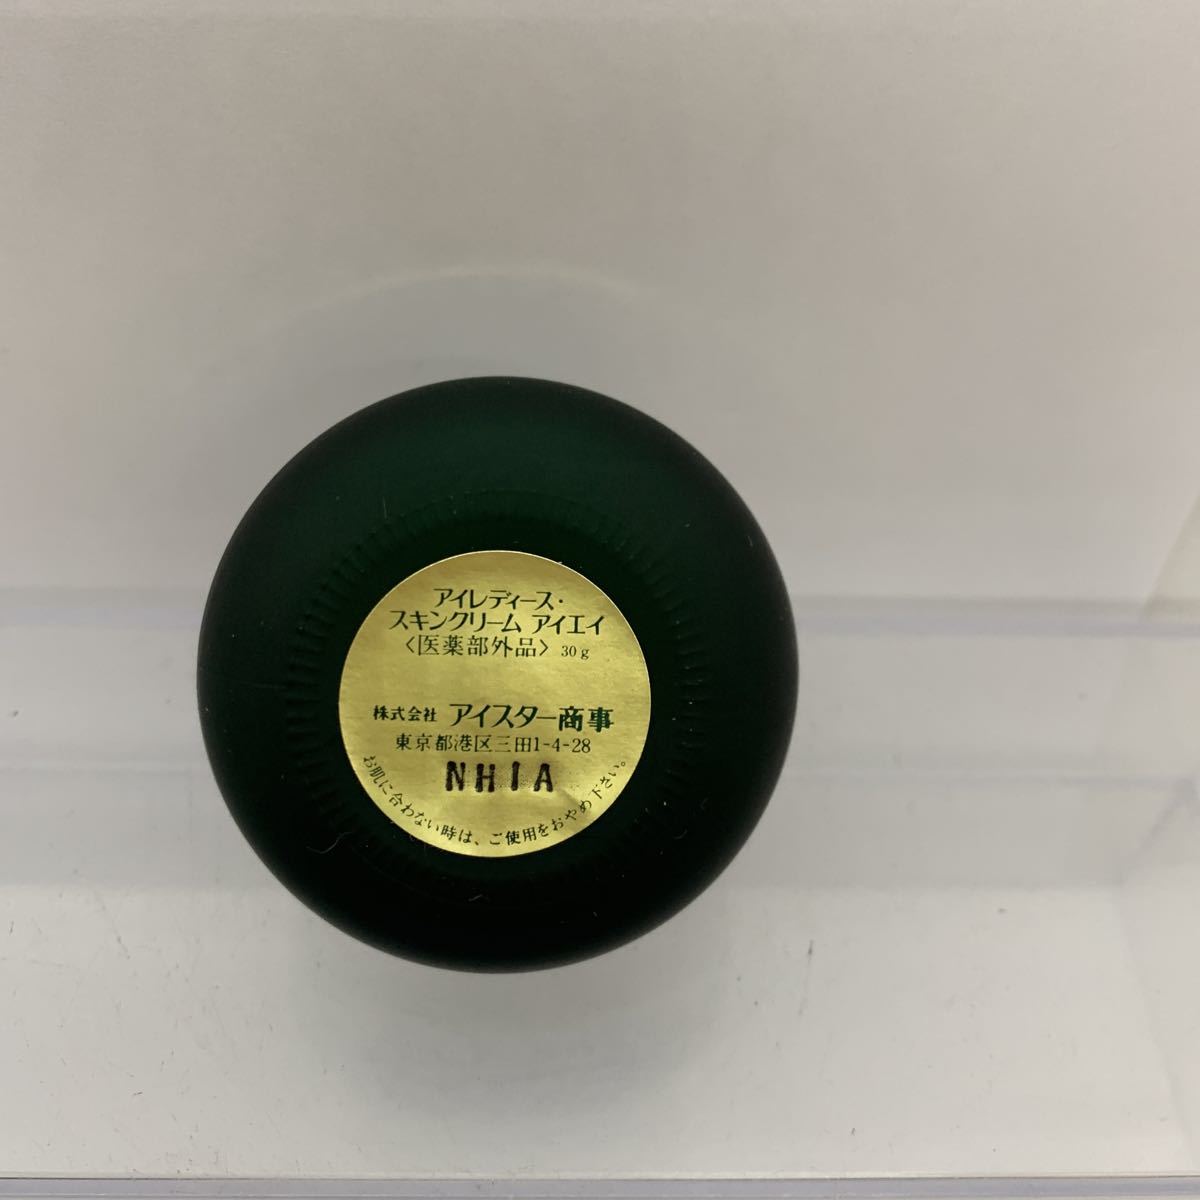 アイレディース・
スキンクリーム アイエイ
〈医薬部外品〉 30g
株式会社 アイスター商事
東京都港区三田1-4-28
NH1A
お肌に合わない時は、ご使用をおやめ下さい。